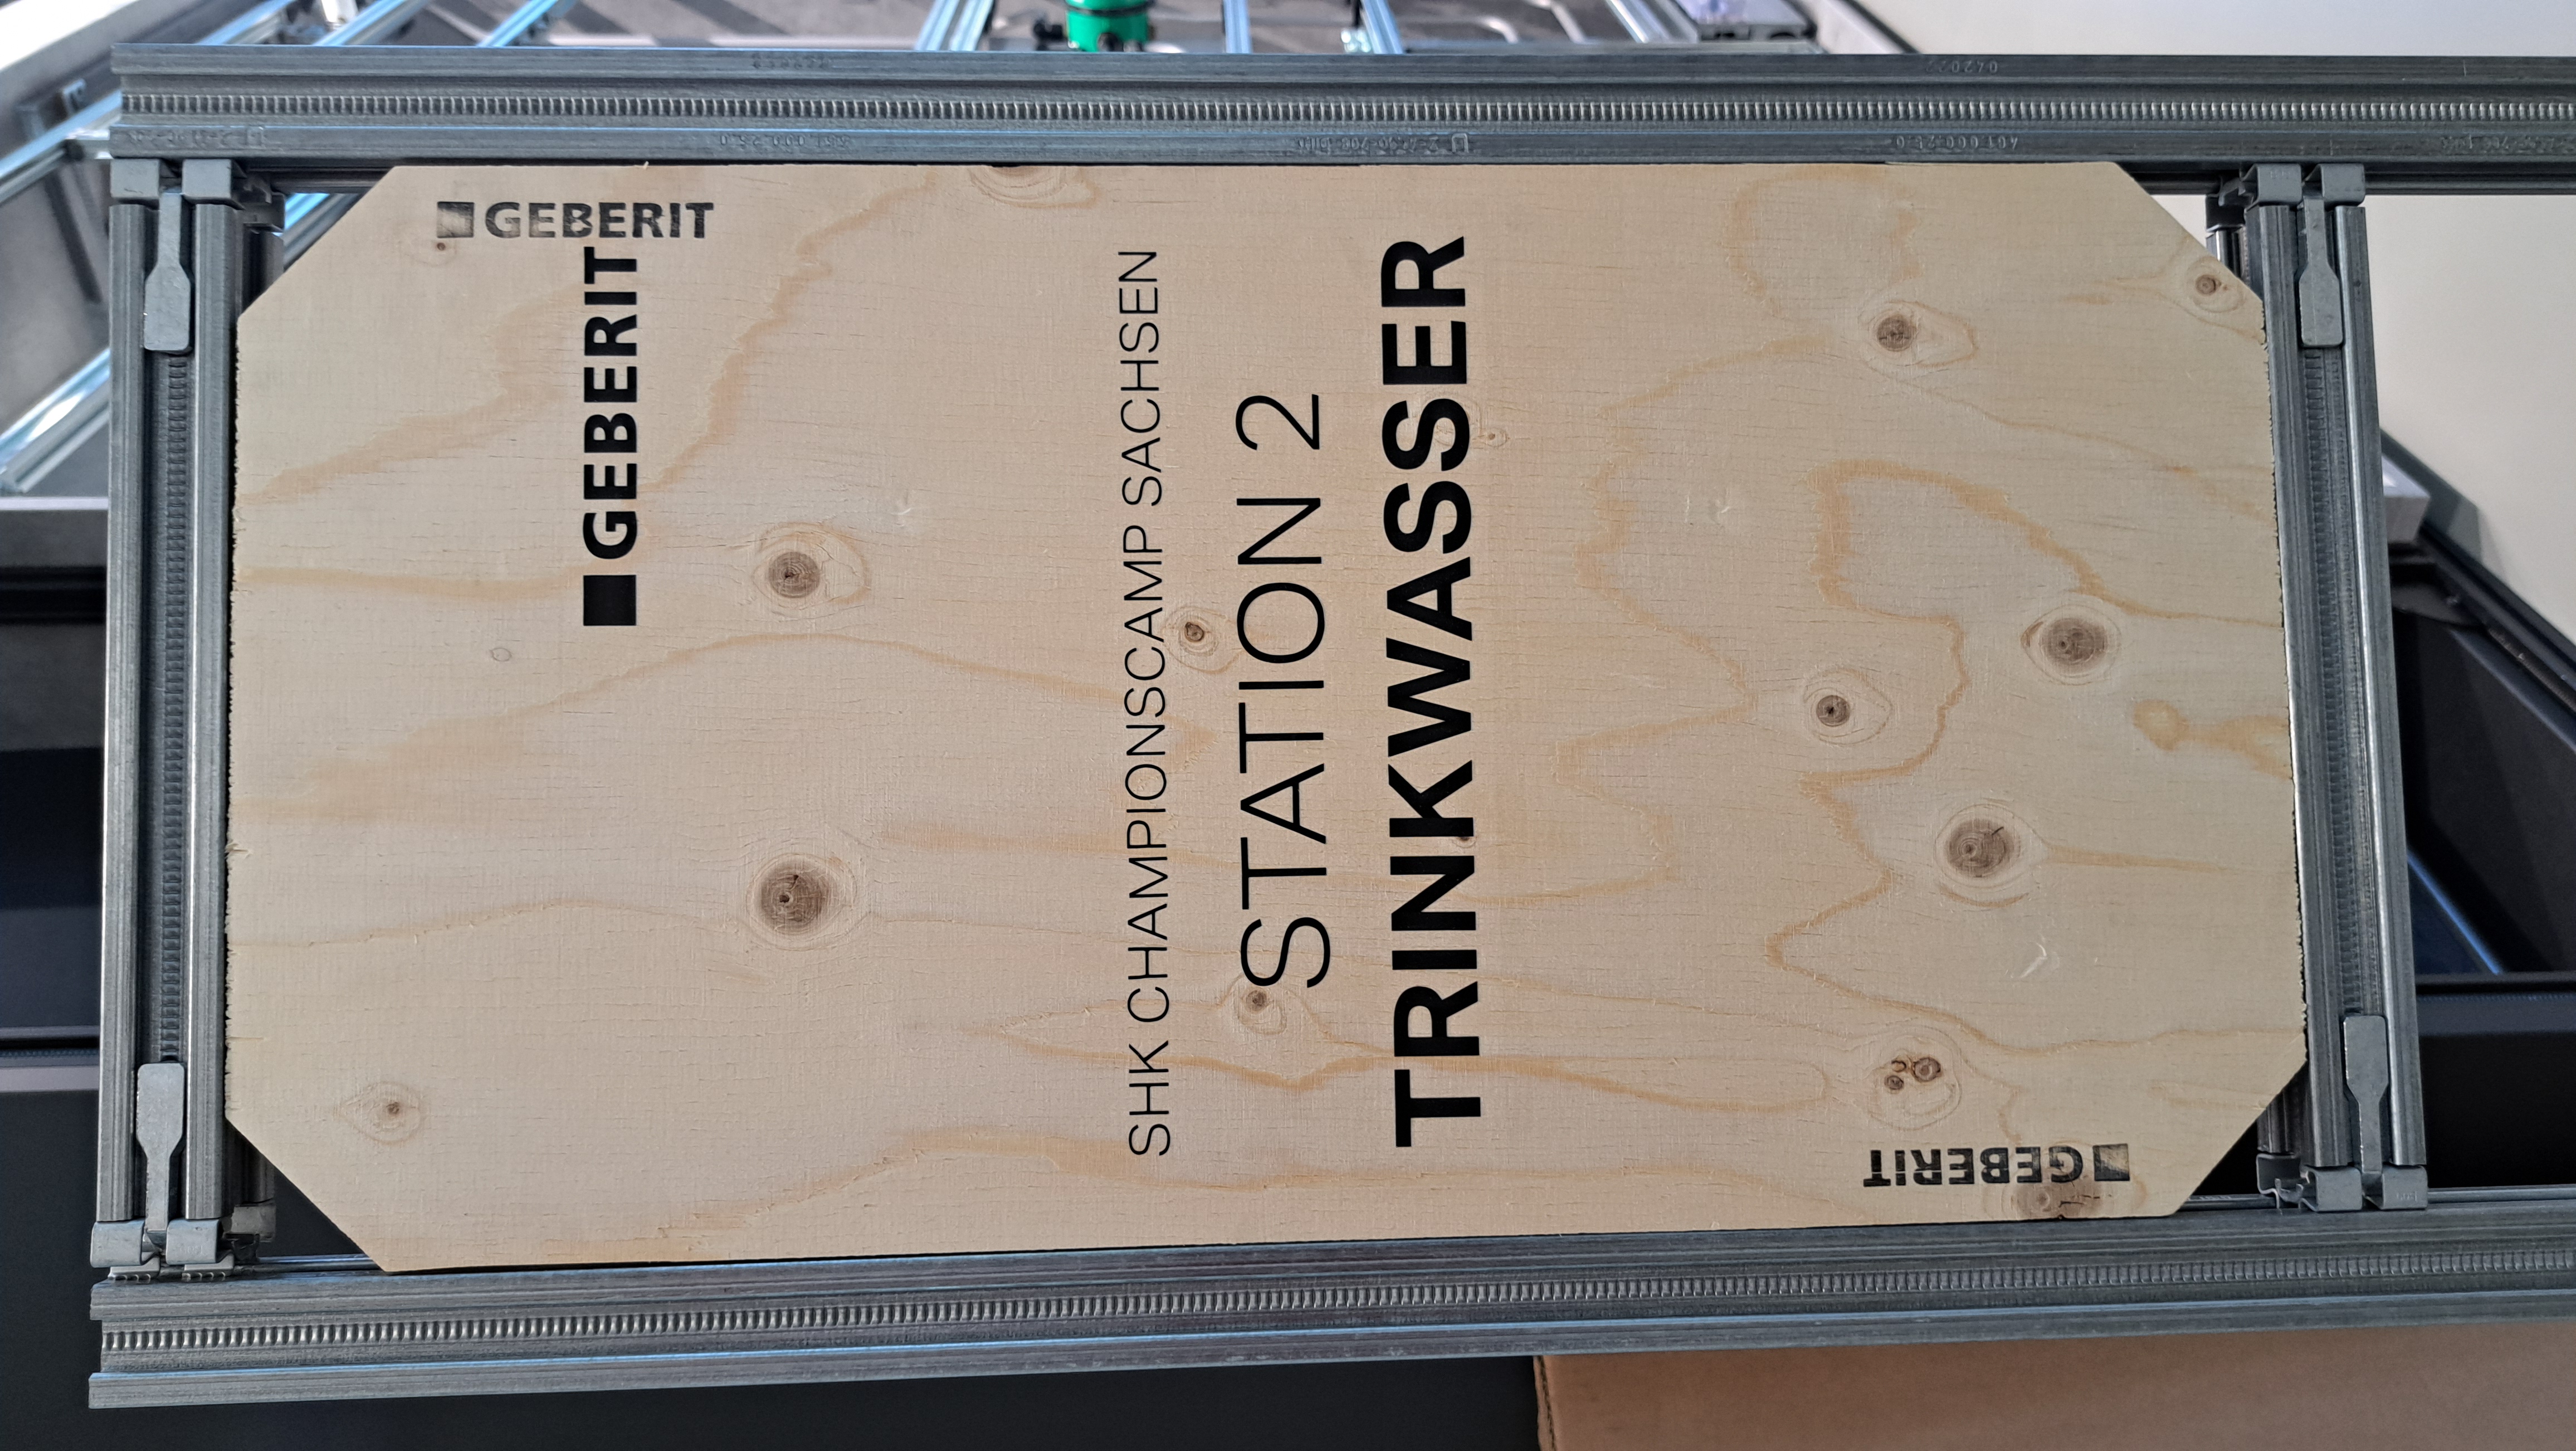 GEBERIT
GEBERIT
SHK CHAMPIONSCAMP SACHSEN
STATION 2
TRINKWASSER
GEBERIT